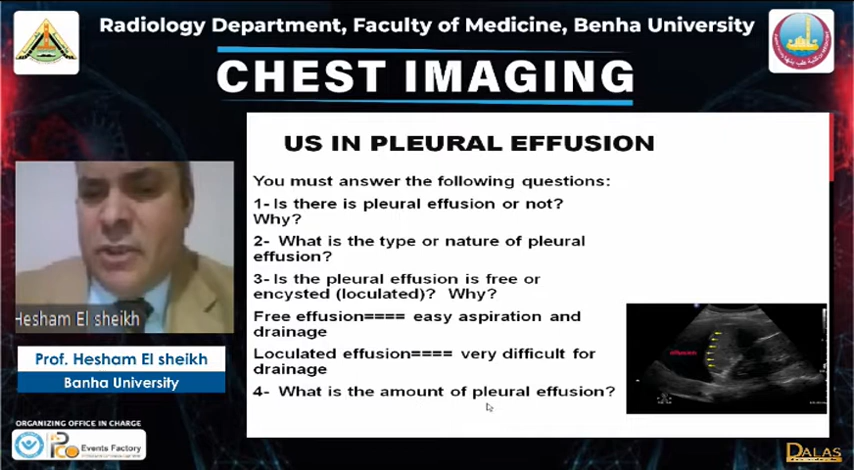 Radiology Department, Faculty of Medicine, Benha University
CHEST IMAGING
US IN PLEURAL EFFUSION
You must answer the following questions:
1- Is there is pleural effusion or not?
Why?
2- What is the type or nature of pleural
effusion?
3- Is the pleural effusion is free or
encysted (loculated)? Why?
Free effusion==== easy aspiration and
drainage
Loculated effusion==== very difficult for
drainage
4- What is the amount of pleural effusion?
effusion
Hesham El sheikh
Prof. Hesham El sheikh
Banha University
ORGANIZING OFFICE IN CHARGE
Events Factory
DALAS